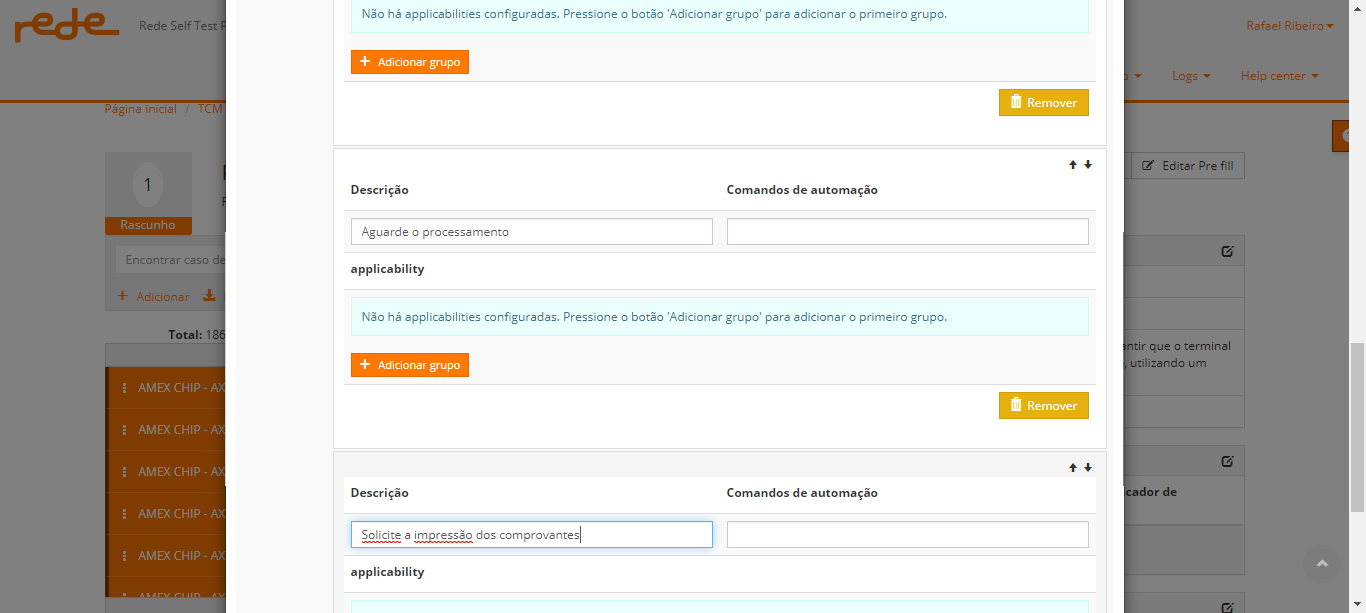 rede
Rede Self Test P
Rafael Ribeiro
Logs
Help center
Página inicial / TCM
1
Rascunho
Editar Pre fill
Encontrar caso de
+ Adicionar
Total: 186
AMEX CHIP - AX
AMEX CHIP - AX
AMEX CHIP - AX
AMEX CHIP - AX
AMEX CHIP - AX
AMEX CHIP - AX
Não há applicabilities configuradas. Pressione o botão 'Adicionar grupo' para adicionar o primeiro grupo.
+ Adicionar grupo
Remover
Descrição Comandos de automação
Aguarde o processamento
applicability
Não há applicabilities configuradas. Pressione o botão 'Adicionar grupo' para adicionar o primeiro grupo.
+ Adicionar grupo
Remover
Descrição Comandos de automação
Solicite a impressão dos comprovantes
applicability
antir que o terminal
, utilizando um
cador de